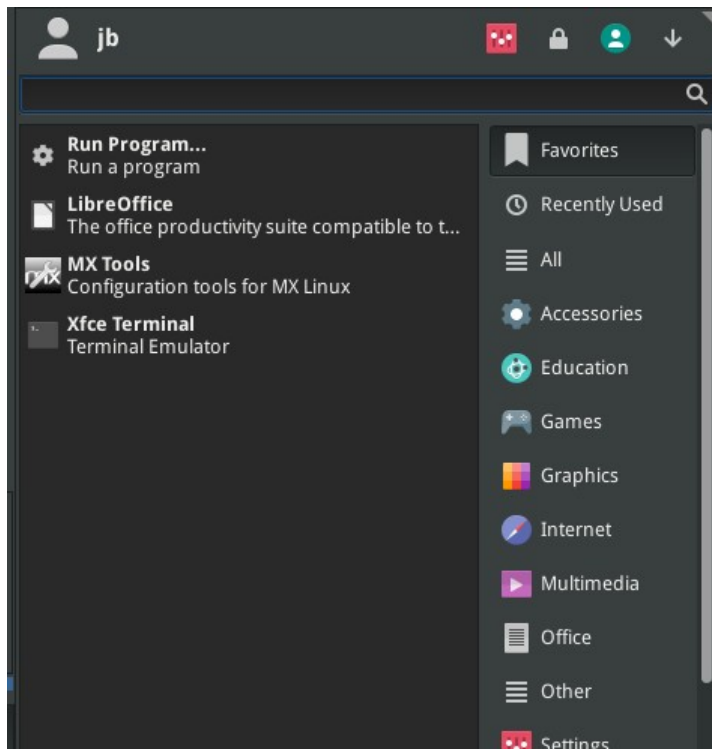 jb
Run Program...
Run a program
LibreOffice
The office productivity suite compatible to t...
MX Tools
Configuration tools for MX Linux
Xfce Terminal
Terminal Emulator
Favorites
Recently Used
All
Accessories
Education
Games
Graphics
Internet
Multimedia
Office
Other
Settings